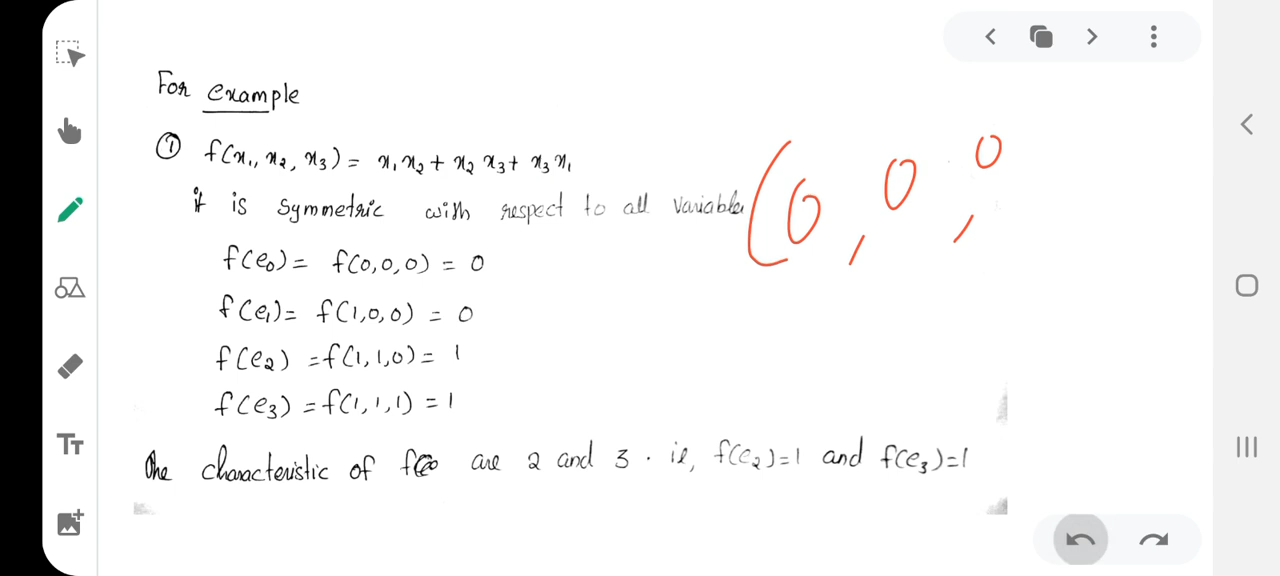 For example
① f(x₁, x₂, x₃) = x₁x₂ + x₂x₃ + x₃x₁
it is symmetric with respect to all variable
(0, 0, 0
f(e₀) = f(0,0,0) = 0
f(e₁) = f(1,0,0) = 0
f(e₂) = f(1,1,0) = 1
f(e₃) = f(1,1,1) = 1
The characteristic of f are 2 and 3 . ie, f(e₂)=1 and f(e₃)=1
TT